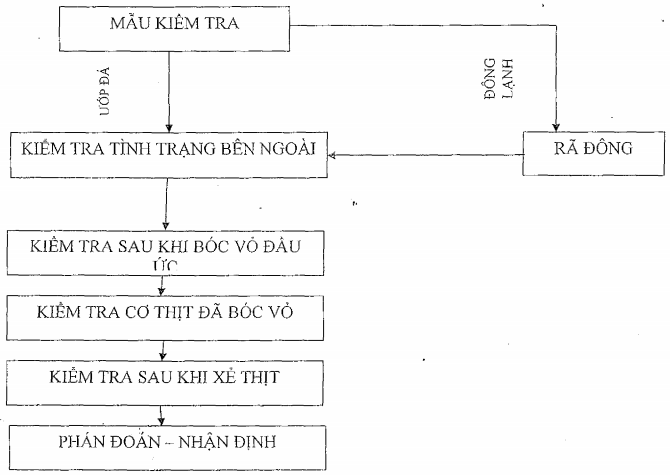 MẪU KIỂM TRA
ƯỚP ĐÁ
ĐÔNG
LẠNH
KIỂM TRA TÌNH TRẠNG BÊN NGOÀI
RÃ ĐÔNG
KIỂM TRA SAU KHI BÓC VỎ ĐẦU
ỨC
KIỂM TRA CƠ THỊT ĐÃ BÓC VỎ
KIỂM TRA SAU KHI XẺ THỊT
PHÁN ĐOÁN – NHẬN ĐỊNH